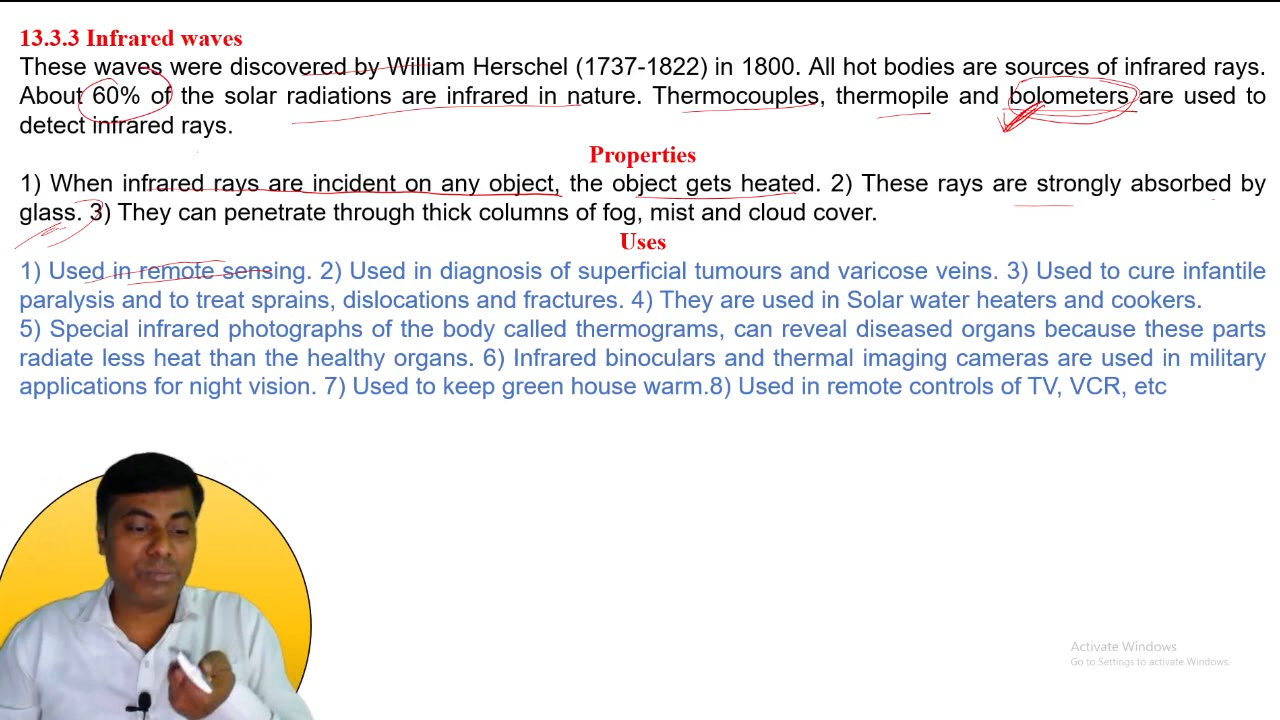 13.3.3 Infrared waves
These waves were discovered by William Herschel (1737-1822) in 1800. All hot bodies are sources of infrared rays.
About 60% of the solar radiations are infrared in nature. Thermocouples, thermopile and bolometers are used to
detect infrared rays.
Properties
1) When infrared rays are incident on any object, the object gets heated. 2) These rays are strongly absorbed by
glass. 3) They can penetrate through thick columns of fog, mist and cloud cover.
Uses
1) Used in remote sensing. 2) Used in diagnosis of superficial tumours and varicose veins. 3) Used to cure infantile
paralysis and to treat sprains, dislocations and fractures. 4) They are used in Solar water heaters and cookers.
5) Special infrared photographs of the body called thermograms, can reveal diseased organs because these parts
radiate less heat than the healthy organs. 6) Infrared binoculars and thermal imaging cameras are used in military
applications for night vision. 7) Used to keep green house warm.8) Used in remote controls of TV, VCR, etc
Activate Windows
Go to Settings to activate Windows.